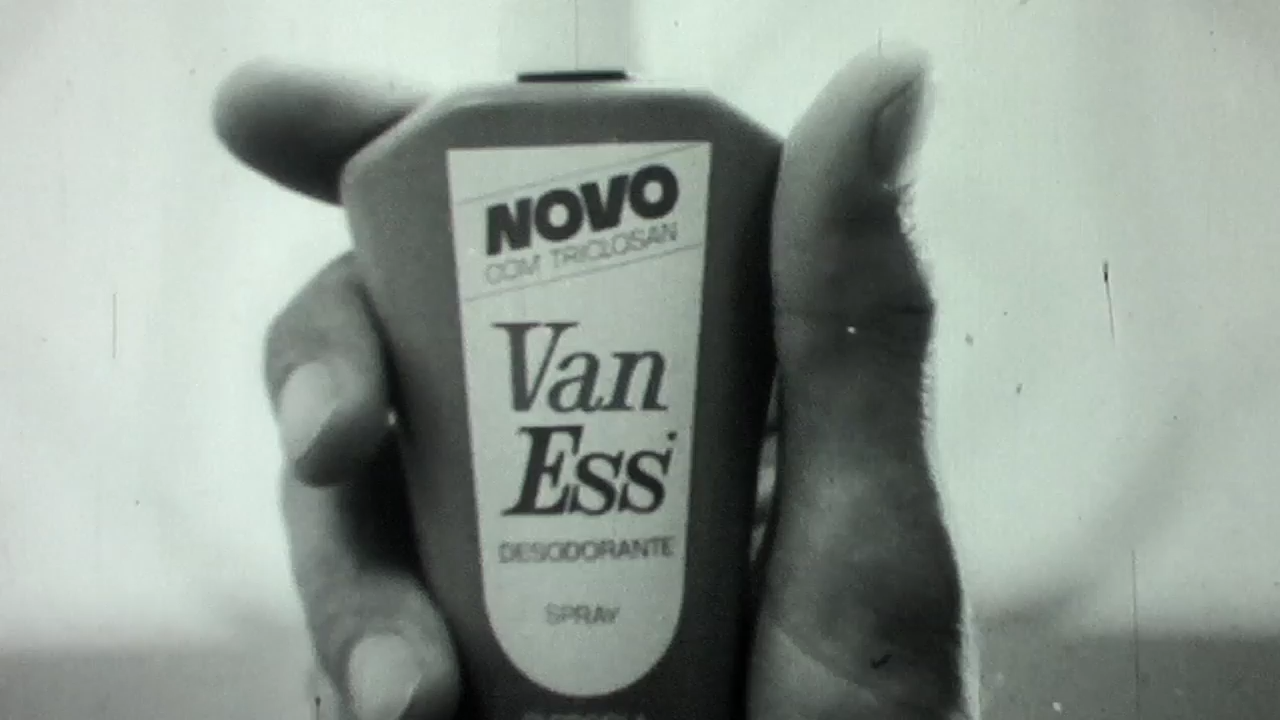 NOVO
COM TRICLOSAN
Van
Ess
DESODORANTE
SPRAY